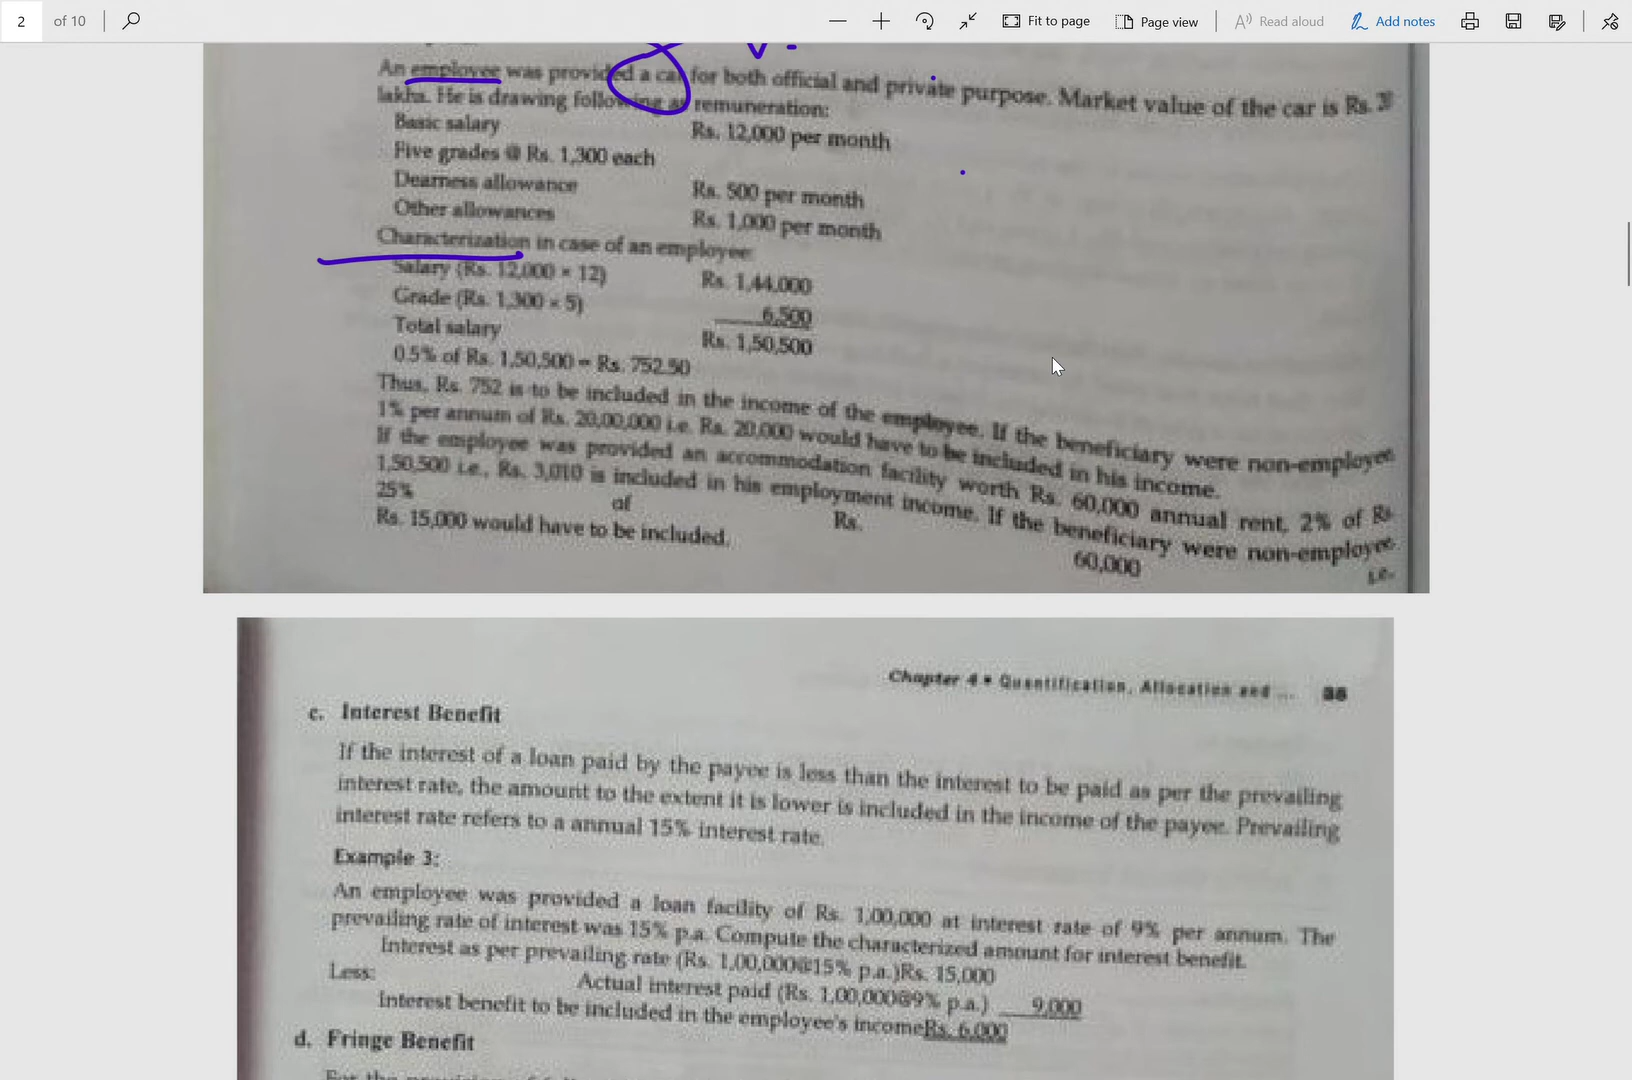 2 of 10 Fit to page Page view Read aloud Add notes
An employee was provided a car for both official and private purpose. Market value of the car is Rs.
lakhs. He is drawing following as remuneration:
Basic salary Rs. 12,000 per month
Five grades @ Rs. 1,300 each
Dearness allowance Rs. 500 per month
Other allowances Rs. 1,000 per month
Characterization in case of an employee
Salary (Rs. 12,000 × 12) Rs. 1,44,000
Grade (Rs. 1,300 × 5) 6,500
Total salary Rs. 1,50,500
0.5% of Rs. 1,50,500 = Rs. 752.50
Thus, Rs. 752 is to be included in the income of the employee. If the beneficiary were non-employee
1% per annum of Rs. 20,00,000 i.e. Rs. 20,000 would have to be included in his income.
If the employee was provided an accommodation facility worth Rs. 60,000 annual rent, 2% of Rs.
1,50,500 i.e., Rs. 3,010 is included in his employment income. If the beneficiary were non-employee
25% of Rs. 60,000 i.e.
Rs. 15,000 would have to be included.
Chapter 4 • Quantification, Allocation and ...
c. Interest Benefit
If the interest of a loan paid by the payee is less than the interest to be paid as per the prevailing
interest rate, the amount to the extent it is lower is included in the income of the payee. Prevailing
interest rate refers to a annual 15% interest rate.
Example 3:
An employee was provided a loan facility of Rs. 1,00,000 at interest rate of 9% per annum. The
prevailing rate of interest was 15% p.a. Compute the characterized amount for interest benefit.
Interest as per prevailing rate (Rs. 1,00,000@15% p.a.)Rs. 15,000
Less: Actual interest paid (Rs. 1,00,000@9% p.a.) 9,000
Interest benefit to be included in the employee's incomeRs. 6,000
d. Fringe Benefit